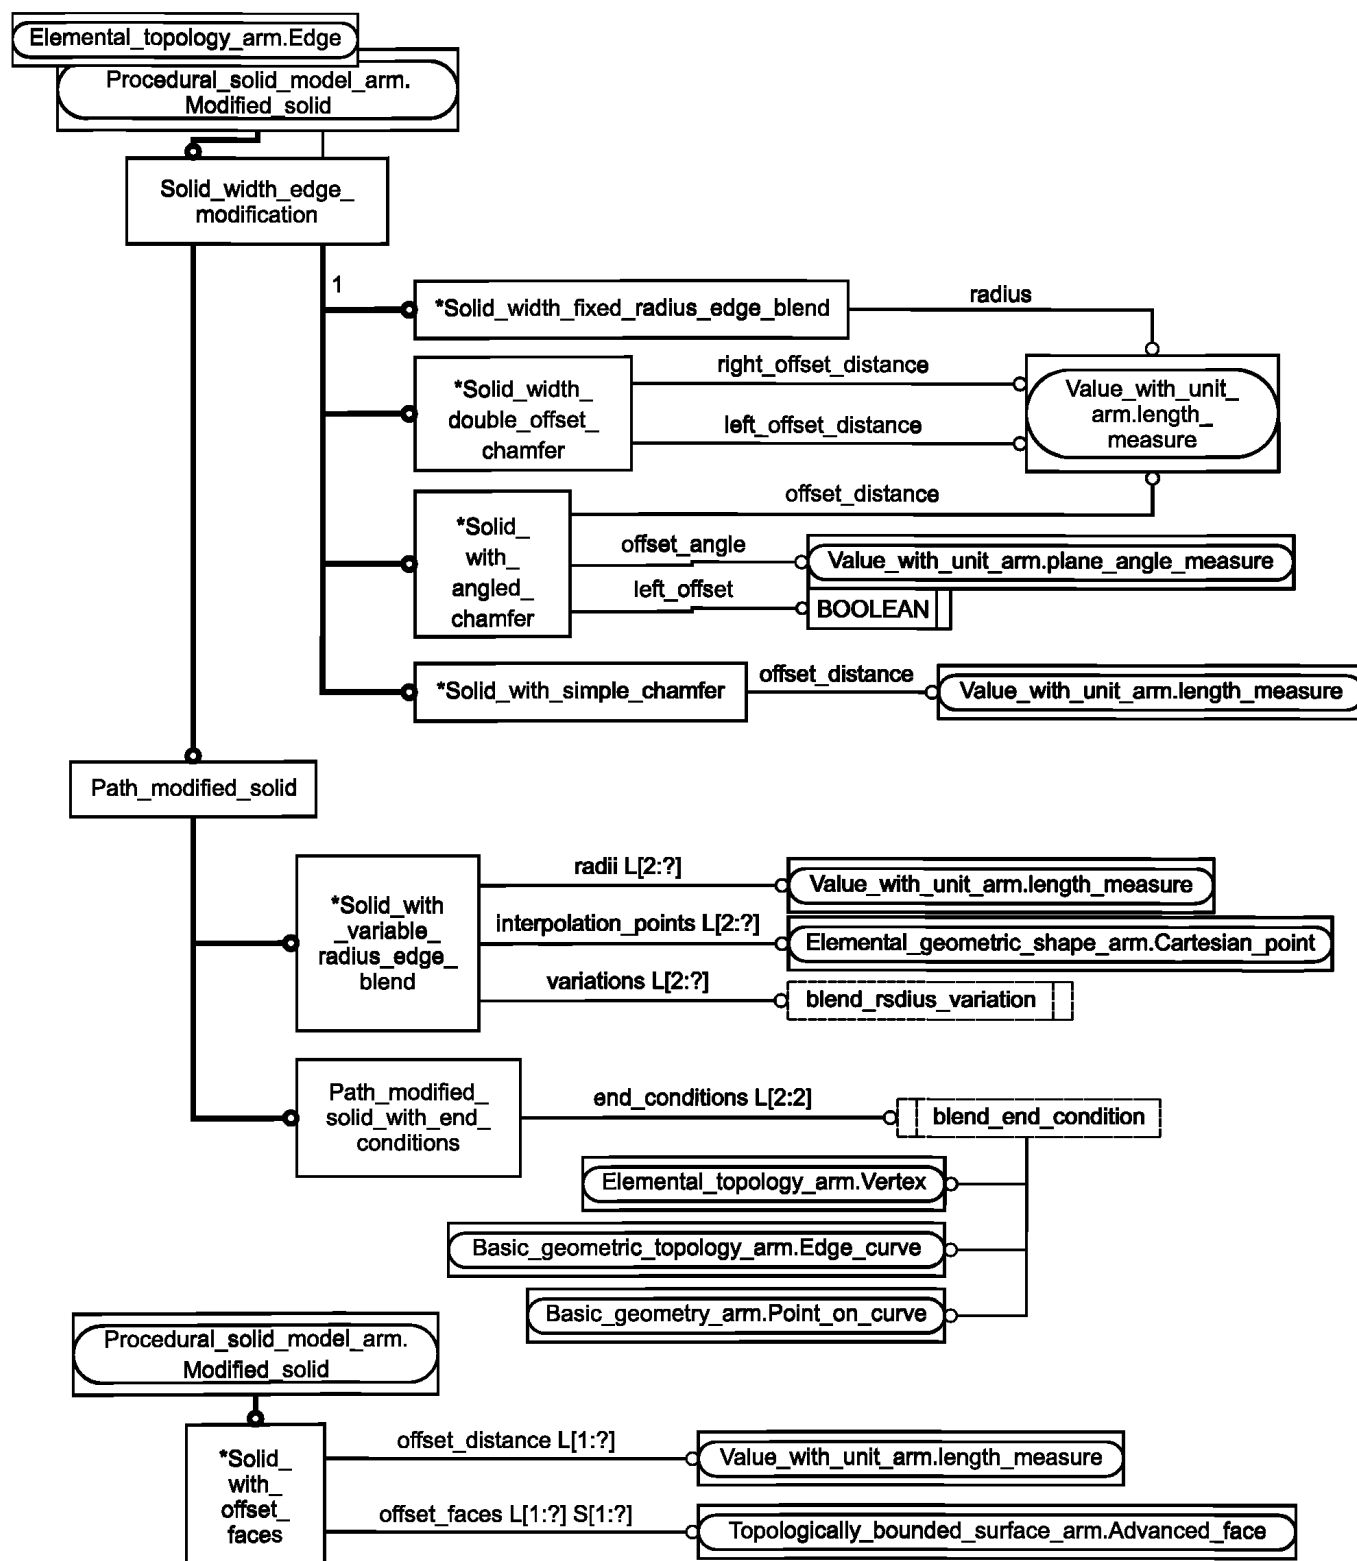 Elemental_topology_arm.Edge
Procedural_solid_model_arm.
Modified_solid
Solid_width_edge_
modification
1
*Solid_width_fixed_radius_edge_blend
radius
*Solid_width_
double_offset_
chamfer
right_offset_distance
left_offset_distance
Value_with_unit_
arm.length_
measure
*Solid_
with_
angled_
chamfer
offset_distance
offset_angle
Value_with_unit_arm.plane_angle_measure
left_offset
BOOLEAN
*Solid_with_simple_chamfer
offset_distance
Value_with_unit_arm.length_measure
Path_modified_solid
*Solid_with
_variable_
radius_edge_
blend
radii L[2:?]
Value_with_unit_arm.length_measure
interpolation_points L[2:?]
Elemental_geometric_shape_arm.Cartesian_point
variations L[2:?]
blend_rsdius_variation
Path_modified_
solid_with_end_
conditions
end_conditions L[2:2]
blend_end_condition
Elemental_topology_arm.Vertex
Basic_geometric_topology_arm.Edge_curve
Basic_geometry_arm.Point_on_curve
Procedural_solid_model_arm.
Modified_solid
*Solid_
with_
offset_
faces
offset_distance L[1:?]
Value_with_unit_arm.length_measure
offset_faces L[1:?] S[1:?]
Topologically_bounded_surface_arm.Advanced_face